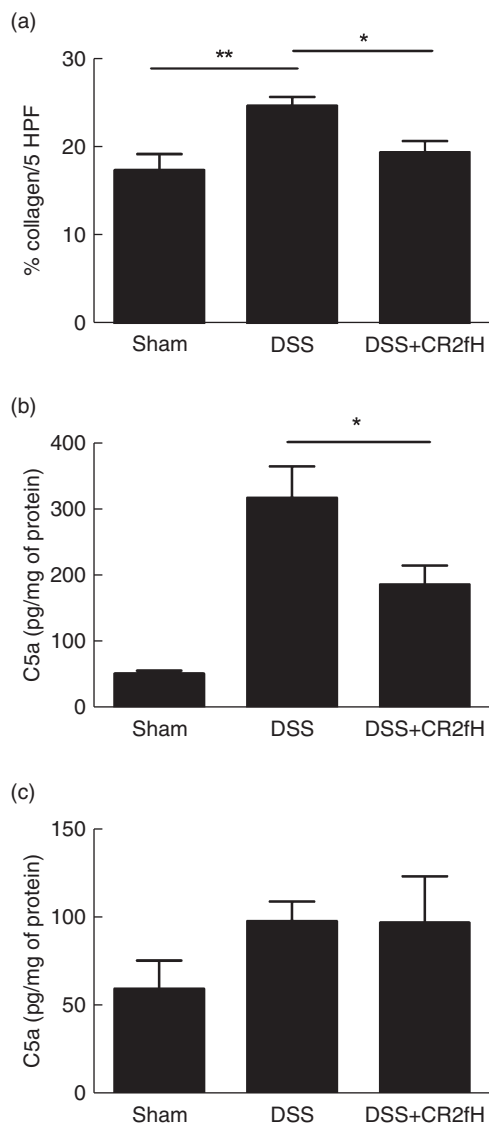 (a)
** *
% collagen/5 HPF
30
20
10
0
Sham DSS DSS+CR2fH
(b)
*
C5a (pg/mg of protein)
400
300
200
100
0
Sham DSS DSS+CR2fH
(c)
C5a (pg/mg of protein)
150
100
50
0
Sham DSS DSS+CR2fH